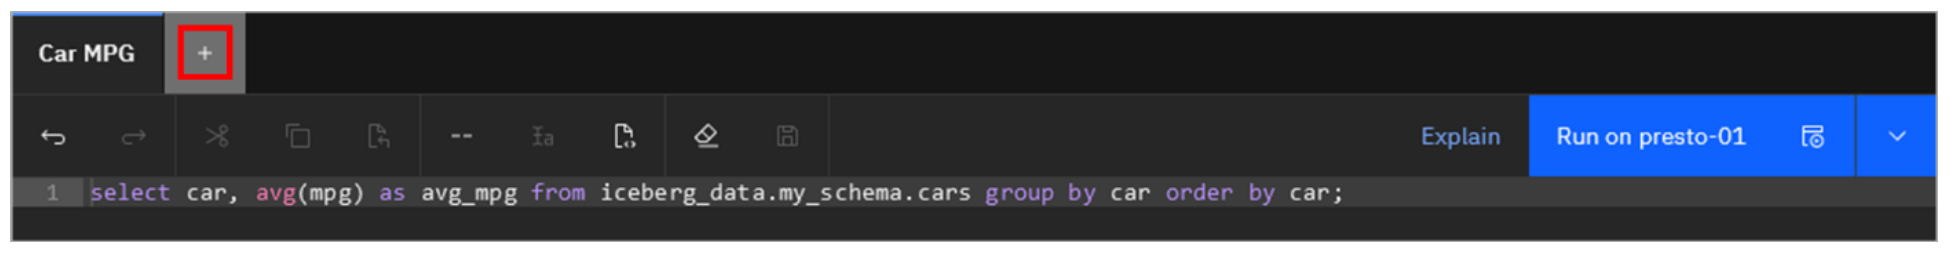 Car MPG +
-- Ia Explain Run on presto-01
1 select car, avg(mpg) as avg_mpg from iceberg_data.my_schema.cars group by car order by car;